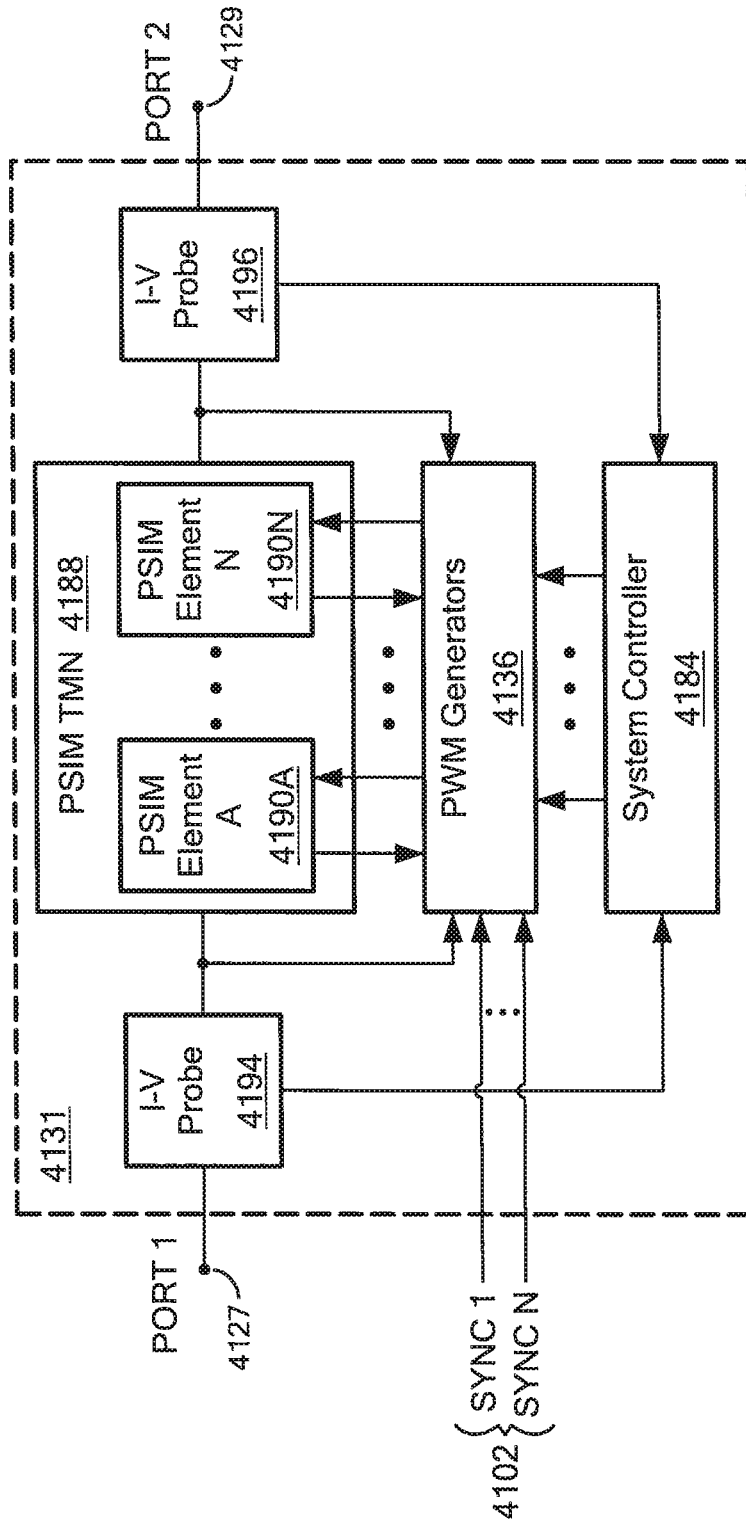 4131
PORT 1
4127
I-V
Probe
4194
PSIM TMN 4188
PSIM
Element
A
4190A
• • •
PSIM
Element
N
4190N
I-V
Probe
4196
PORT 2
4129
• • •
PWM Generators
4136
• • •
System Controller
4184
4102
SYNC 1
...
SYNC N